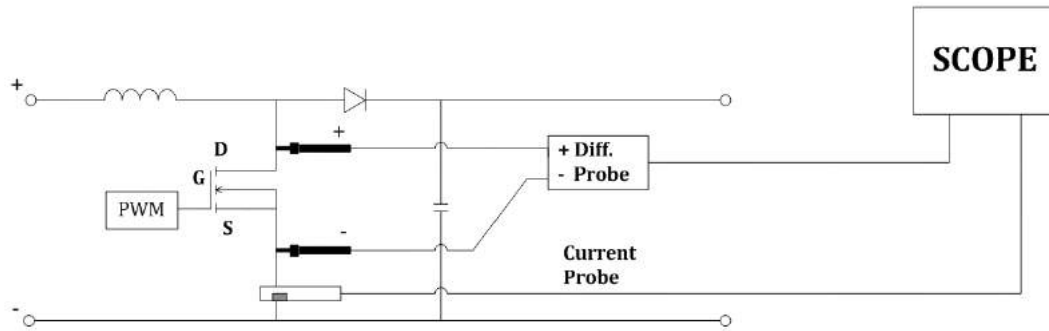 SCOPE
+
+
D
+ Diff.
- Probe
G
PWM
S
-
Current
Probe
-